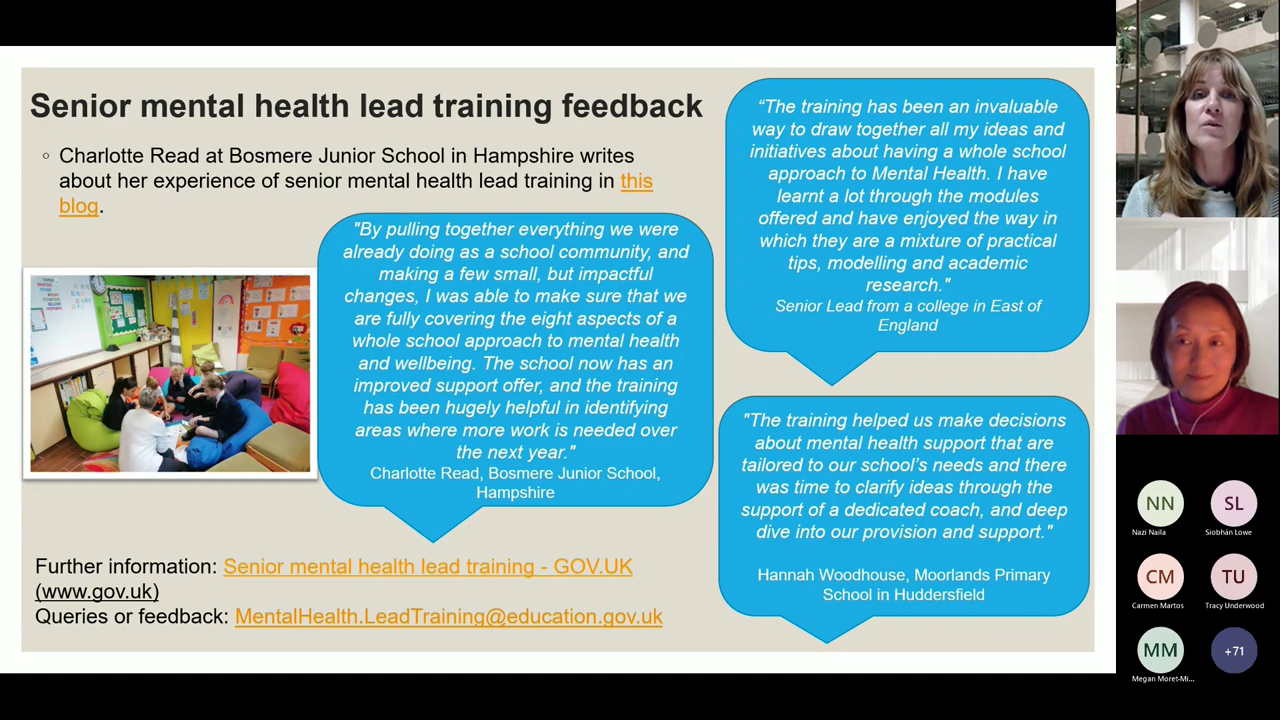 Senior mental health lead training feedback
Charlotte Read at Bosmere Junior School in Hampshire writes
about her experience of senior mental health lead training in this
blog.
"By pulling together everything we were
already doing as a school community, and
making a few small, but impactful
changes, I was able to make sure that we
are fully covering the eight aspects of a
whole school approach to mental health
and wellbeing. The school now has an
improved support offer, and the training
has been hugely helpful in identifying
areas where more work is needed over
the next year."
Charlotte Read, Bosmere Junior School,
Hampshire
“The training has been an invaluable
way to draw together all my ideas and
initiatives about having a whole school
approach to Mental Health. I have
learnt a lot through the modules
offered and have enjoyed the way in
which they are a mixture of practical
tips, modelling and academic
research."
Senior Lead from a college in East of
England
"The training helped us make decisions
about mental health support that are
tailored to our school’s needs and there
was time to clarify ideas through the
support of a dedicated coach, and deep
dive into our provision and support."
Hannah Woodhouse, Moorlands Primary
School in Huddersfield
Further information: Senior mental health lead training - GOV.UK
(www.gov.uk)
Queries or feedback: MentalHealth.LeadTraining@education.gov.uk
NN
Nazi Naila
SL
Siobhán Lowe
CM
Carmen Martos
TU
Tracy Underwood
MM
Megan Moret-Mi...
+71